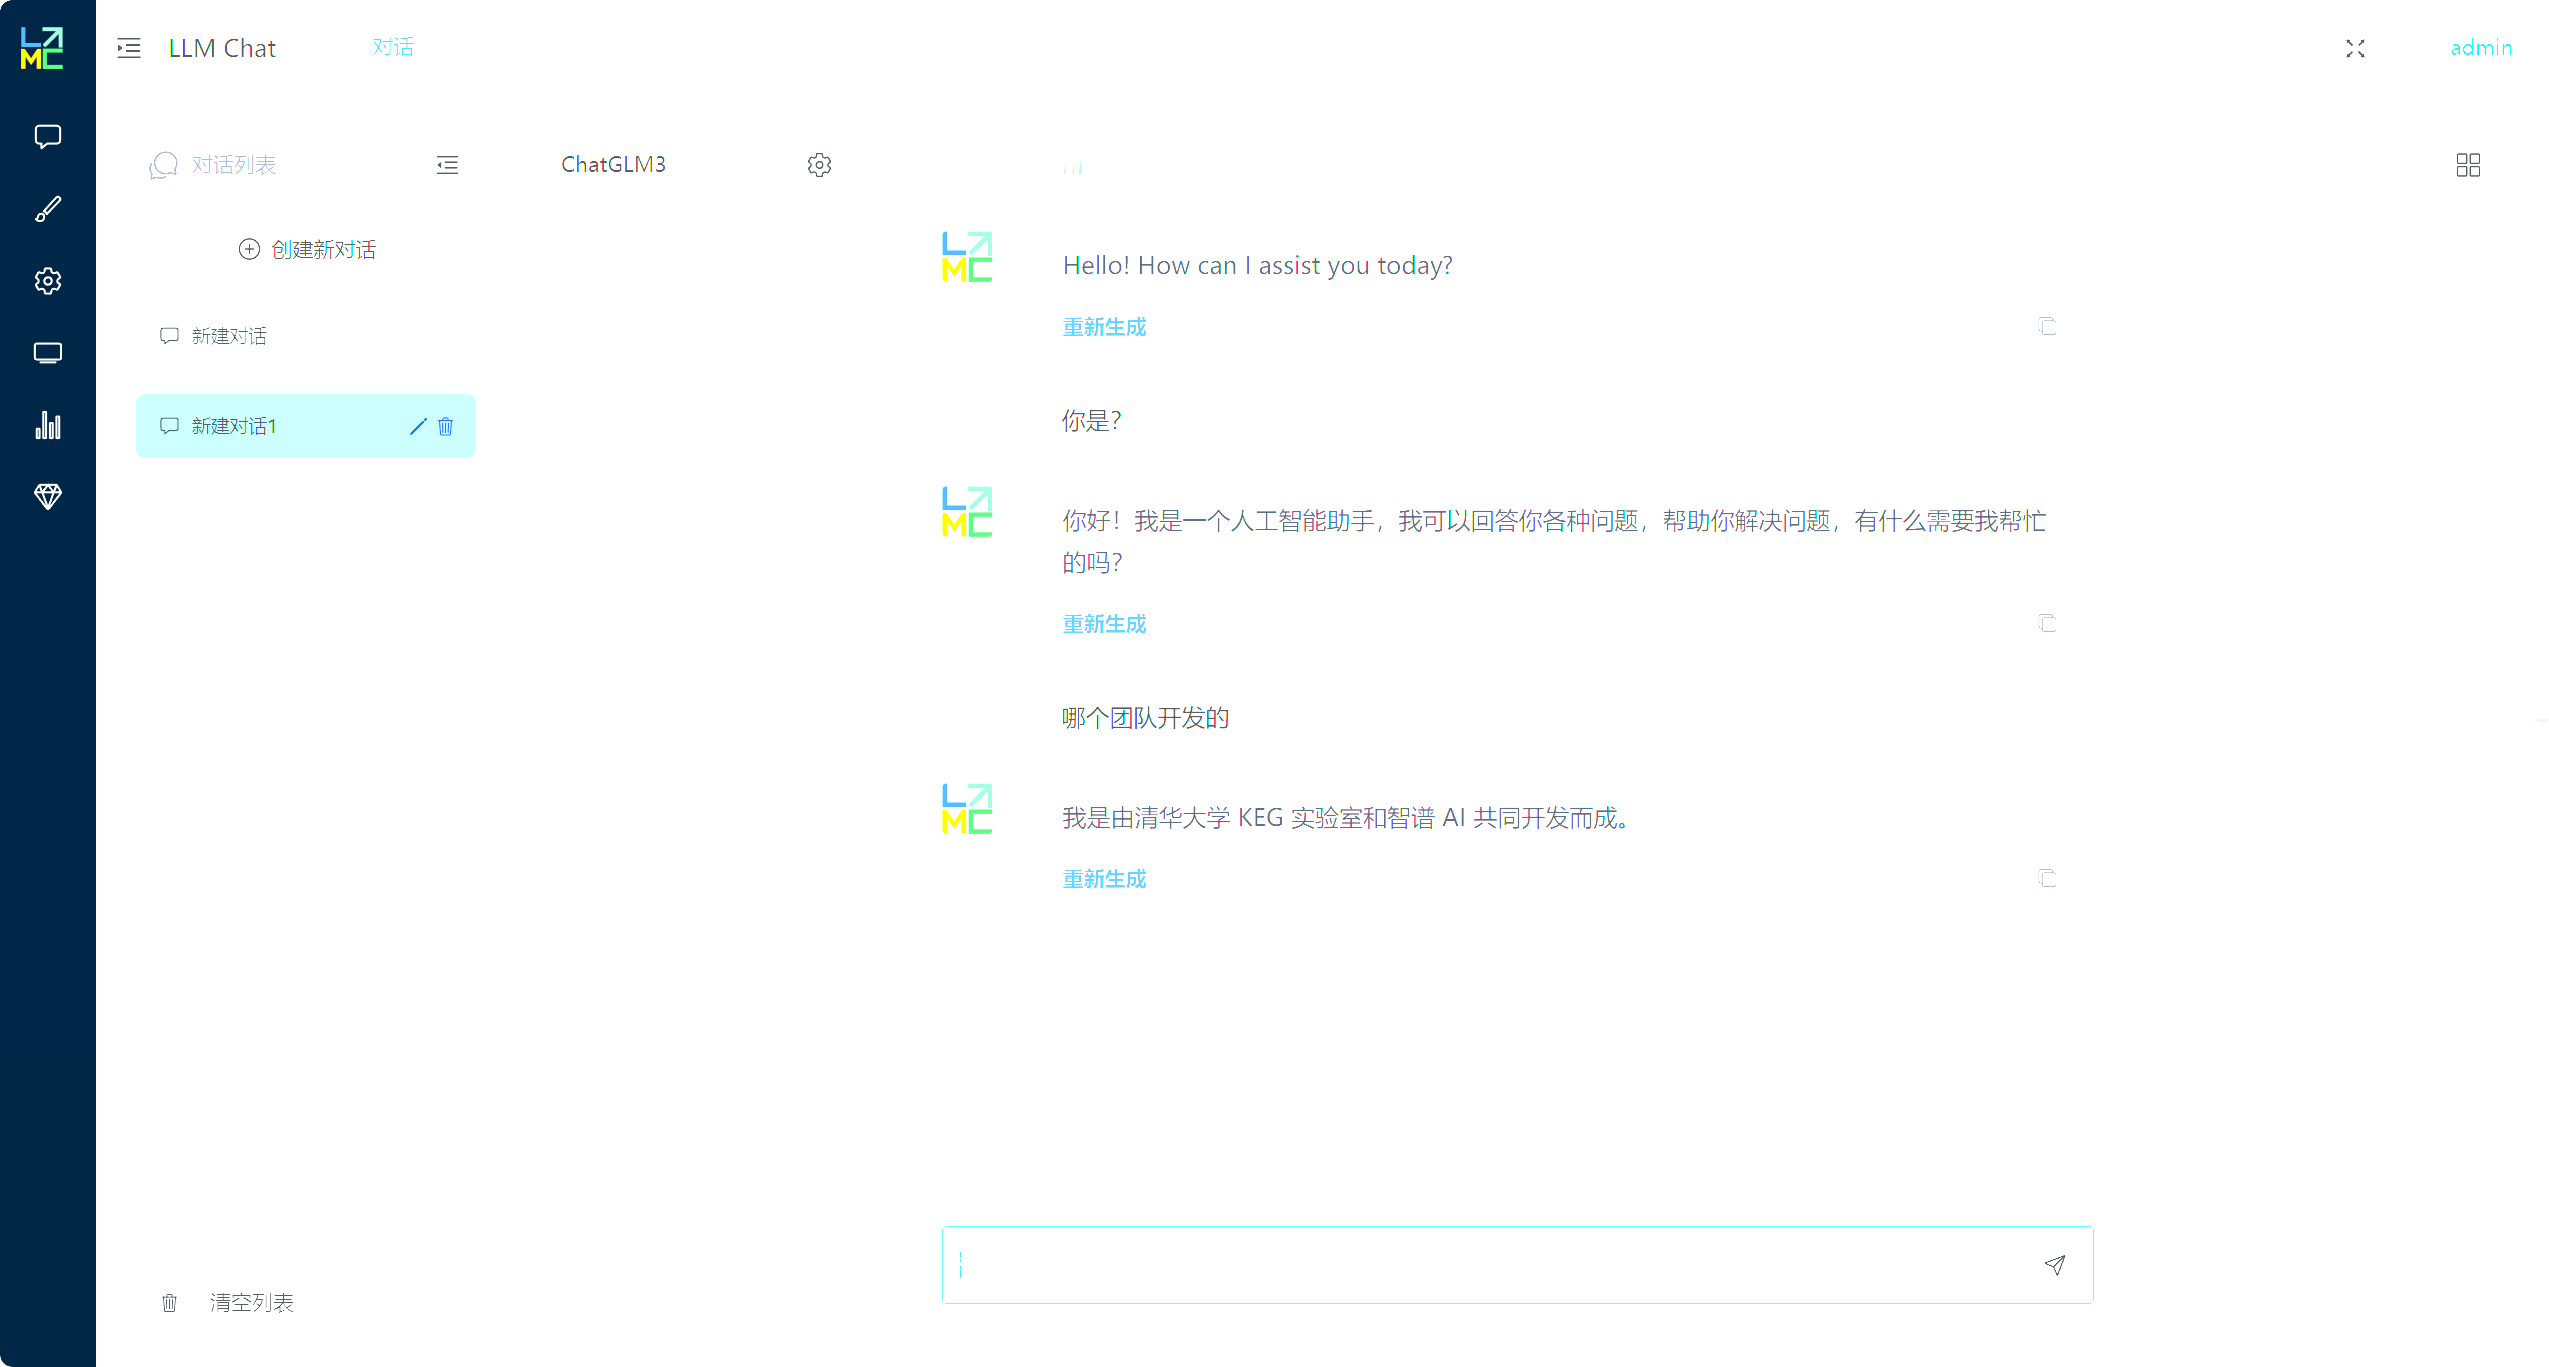 LLM Chat
对话
admin
对话列表
ChatGLM3
创建新对话
新建对话
新建对话1
清空列表
Hello! How can I assist you today?
重新生成
你是?
你好！我是一个人工智能助手，我可以回答你各种问题，帮助你解决问题，有什么需要我帮忙
的吗?
重新生成
哪个团队开发的
我是由清华大学 KEG 实验室和智谱 AI 共同开发而成。
重新生成